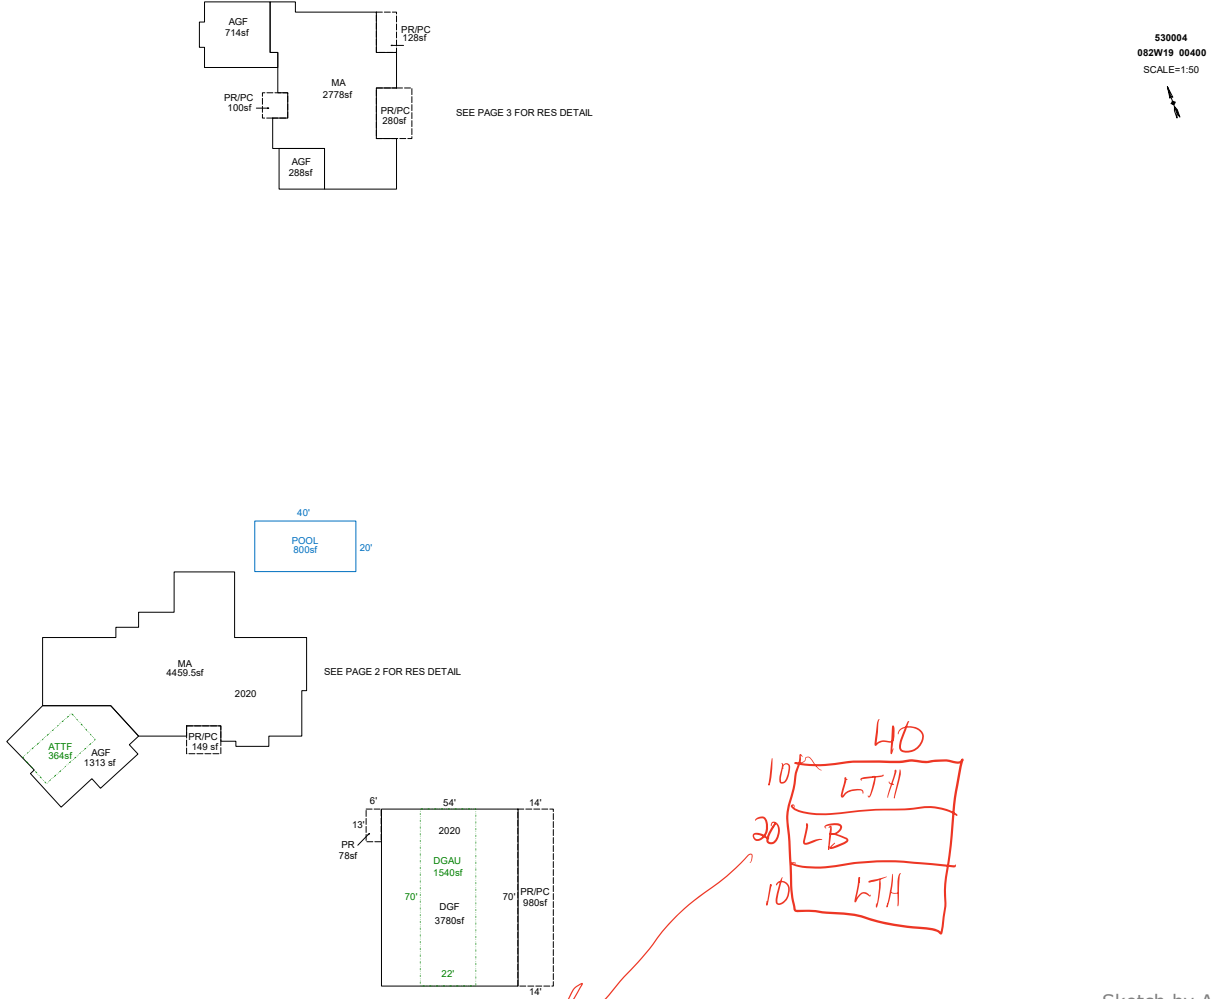 AGF
714sf
PR/PC
128sf
530004
082W19 00400
SCALE=1:50
MA
2778sf
PR/PC
100sf
PR/PC
280sf
SEE PAGE 3 FOR RES DETAIL
AGF
288sf
40'
POOL
800sf
20'
MA
4459.5sf
SEE PAGE 2 FOR RES DETAIL
2020
PR/PC
149 sf
ATTF
364sf
AGF
1313 sf
40
10
LTH
20
LB
10
LTH
6'
54'
14'
13'
PR
78sf
2020
DGAU
1540sf
70'
70'
PR/PC
980sf
DGF
3780sf
22'
14'
Sketch by A